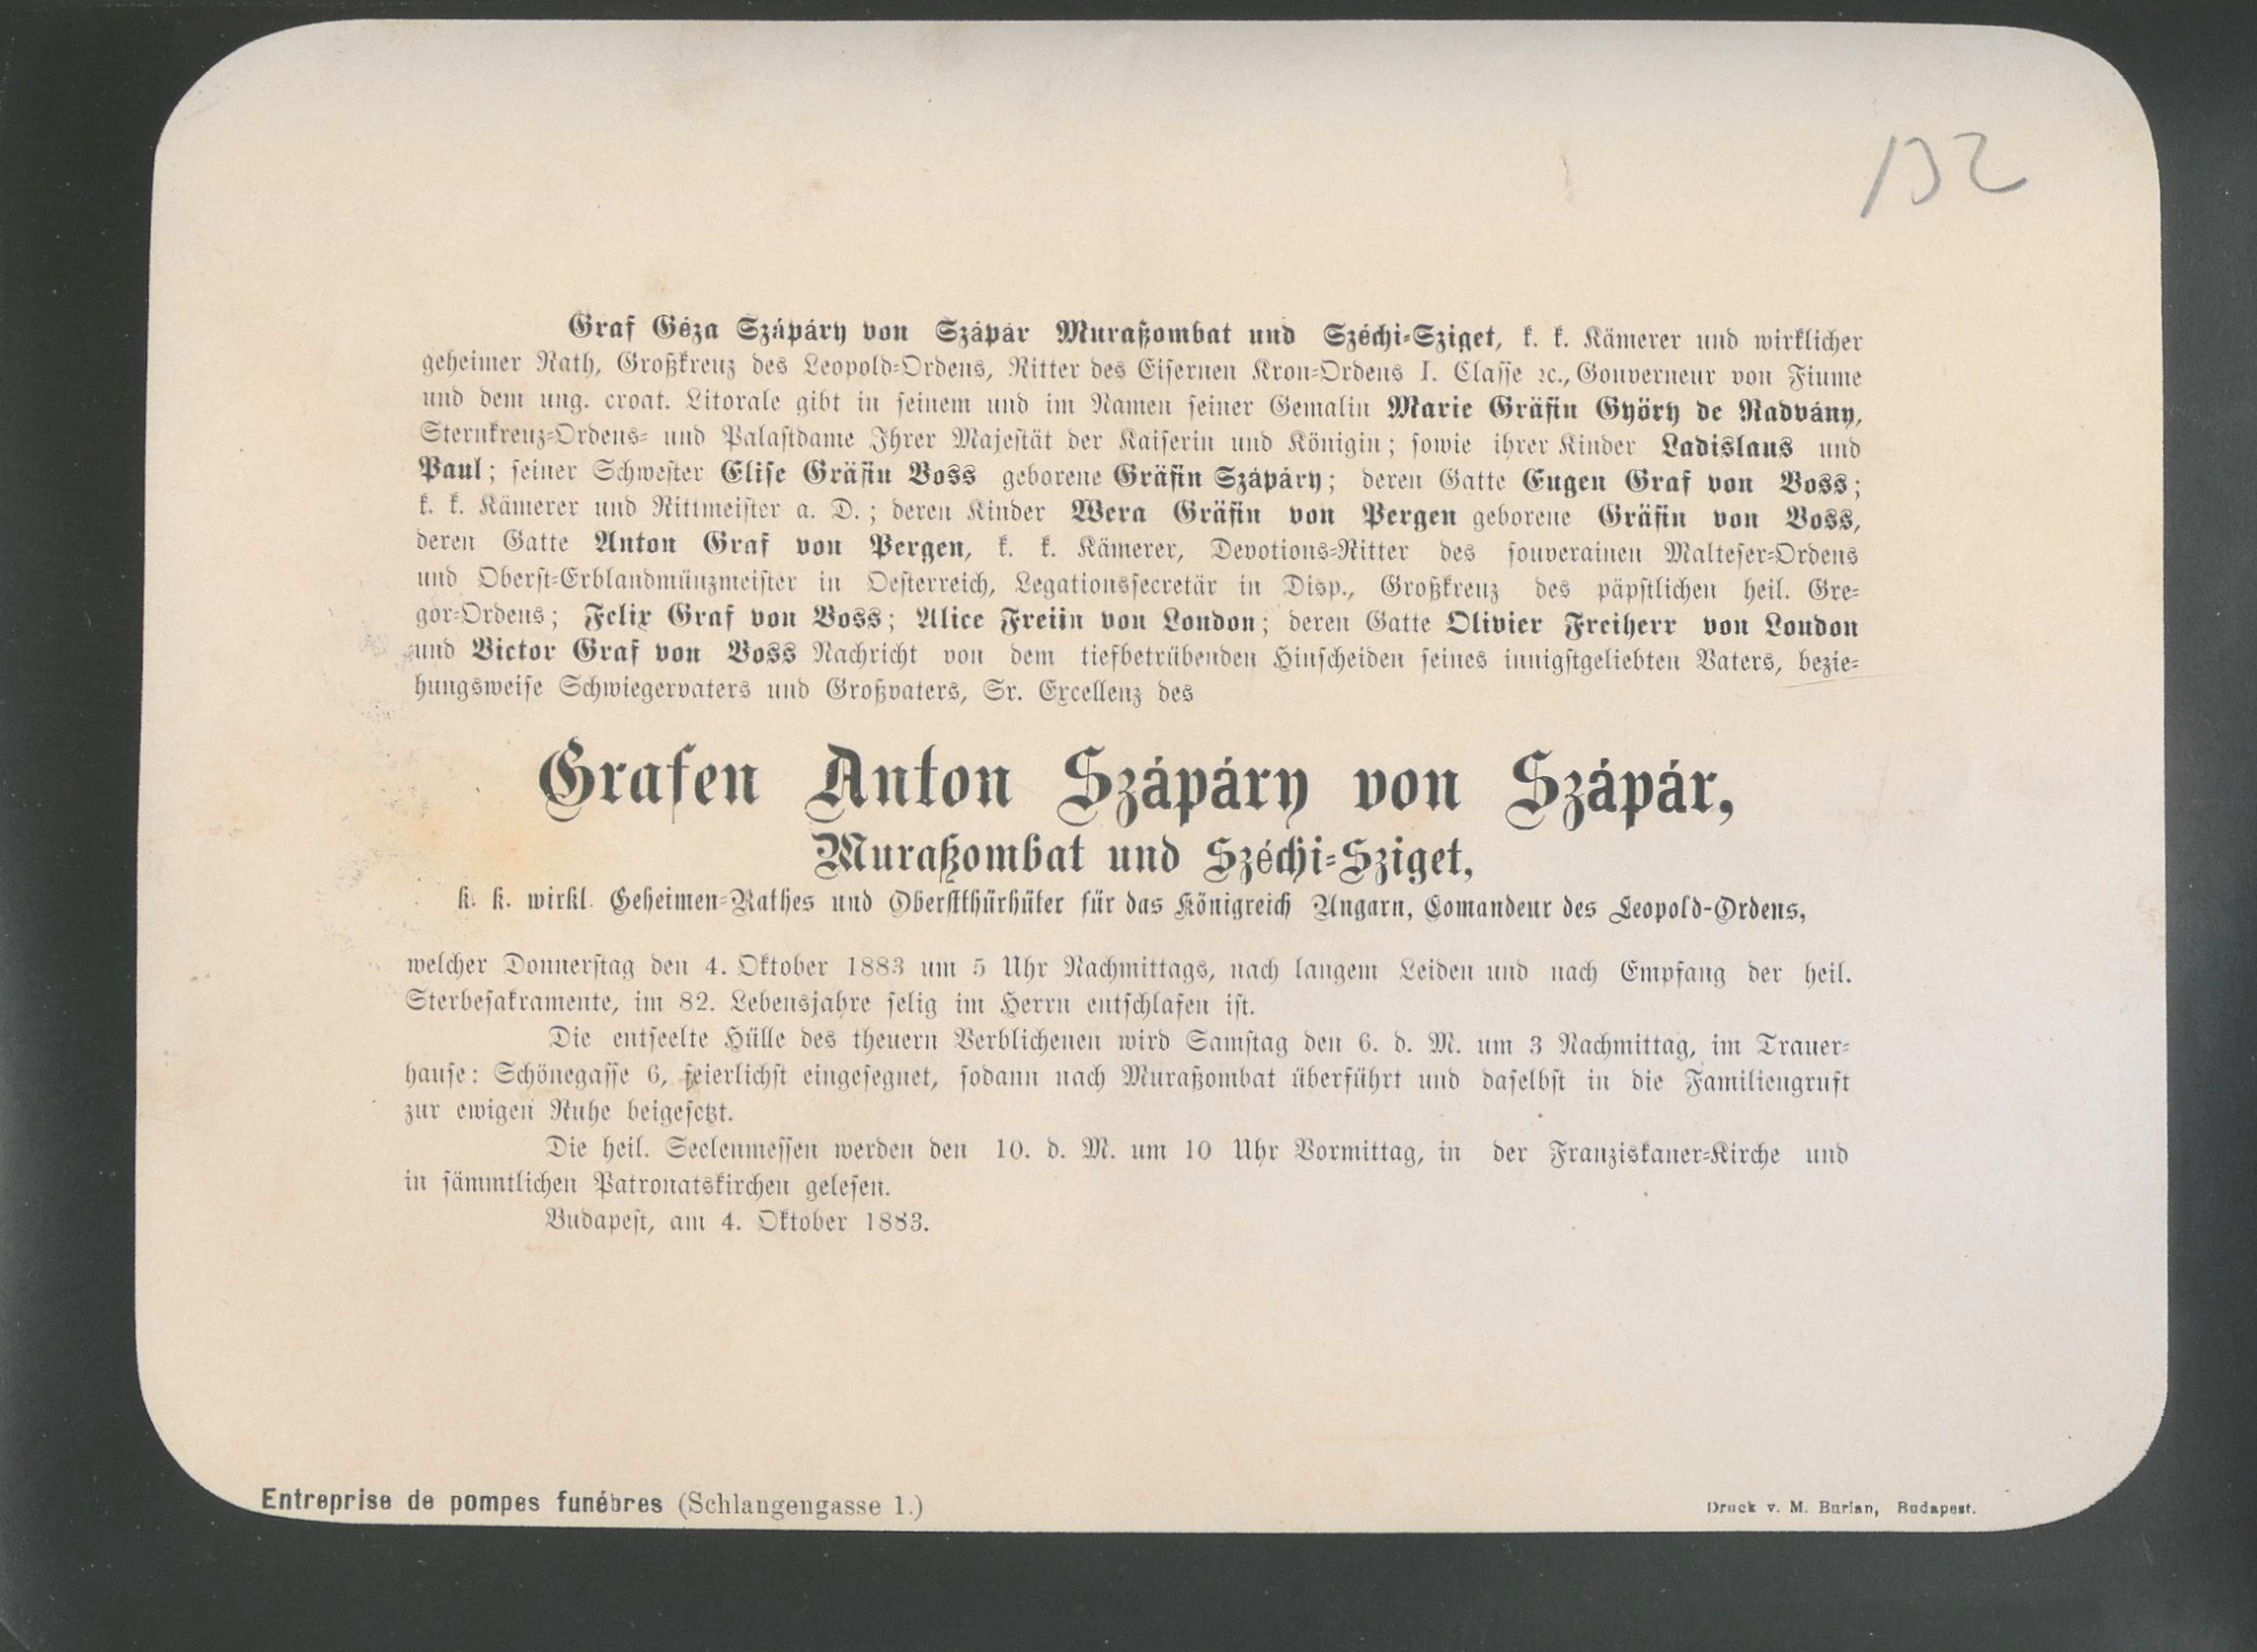 132
Graf Géza Szápáry von Szápár Muraßombat und Széchi-Sziget, k. k. Kämerer und wirklicher
geheimer Rath, Großkreuz des Leopold-Ordens, Ritter des Eisernen Kron-Ordens I. Classe ꝛc., Gouverneur von Fiume
und dem ung. croat. Litorale gibt in seinem und im Namen seiner Gemalin Marie Gräfin Győry de Radvány,
Sternkreuz-Ordens- und Palastdame Ihrer Majestät der Kaiserin und Königin; sowie ihrer Kinder Ladislaus und
Paul; seiner Schwester Elise Gräfin Voss geborene Gräfin Szápáry; deren Gatte Eugen Graf von Voss;
k. k. Kämerer und Rittmeister a. D.; deren Kinder Wera Gräfin von Pergen geborene Gräfin von Voss,
deren Gatte Anton Graf von Pergen, k. k. Kämerer, Devotions-Ritter des souverainen Malteser-Ordens
und Oberst-Erblandmünzmeister in Oesterreich, Legationssecretär in Disp., Großkreuz des päpstlichen heil. Gre-
gor-Ordens; Felix Graf von Voss; Alice Freiin von London; deren Gatte Olivier Freiherr von London
und Victor Graf von Voss Nachricht von dem tiefbetrübenden Hinscheiden seines innigstgeliebten Vaters, bezie-
hungsweise Schwiegervaters und Großvaters, Sr. Excellenz des
Grafen Anton Szápáry von Szápár,
Muraßombat und Széchi-Sziget,
k. k. wirkl. Geheimen-Rathes und Oberstthürhüter für das Königreich Ungarn, Comandeur des Leopold-Ordens,
welcher Donnerstag den 4. Oktober 1883 um 5 Uhr Nachmittags, nach langem Leiden und nach Empfang der heil.
Sterbesakramente, im 82. Lebensjahre selig im Herrn entschlafen ist.
Die entseelte Hülle des theuern Verblichenen wird Samstag den 6. d. M. um 3 Nachmittag, im Trauer-
hause: Schönegasse 6, feierlichst eingesegnet, sodann nach Muraßombat überführt und daselbst in die Familiengruft
zur ewigen Ruhe beigesetzt.
Die heil. Seelenmessen werden den 10. d. M. um 10 Uhr Vormittag, in der Franziskaner-Kirche und
in sämmtlichen Patronatskirchen gelesen.
Budapest, am 4. Oktober 1883.
Entreprise de pompes funébres (Schlangengasse 1.)
Druck v. M. Burian, Budapest.